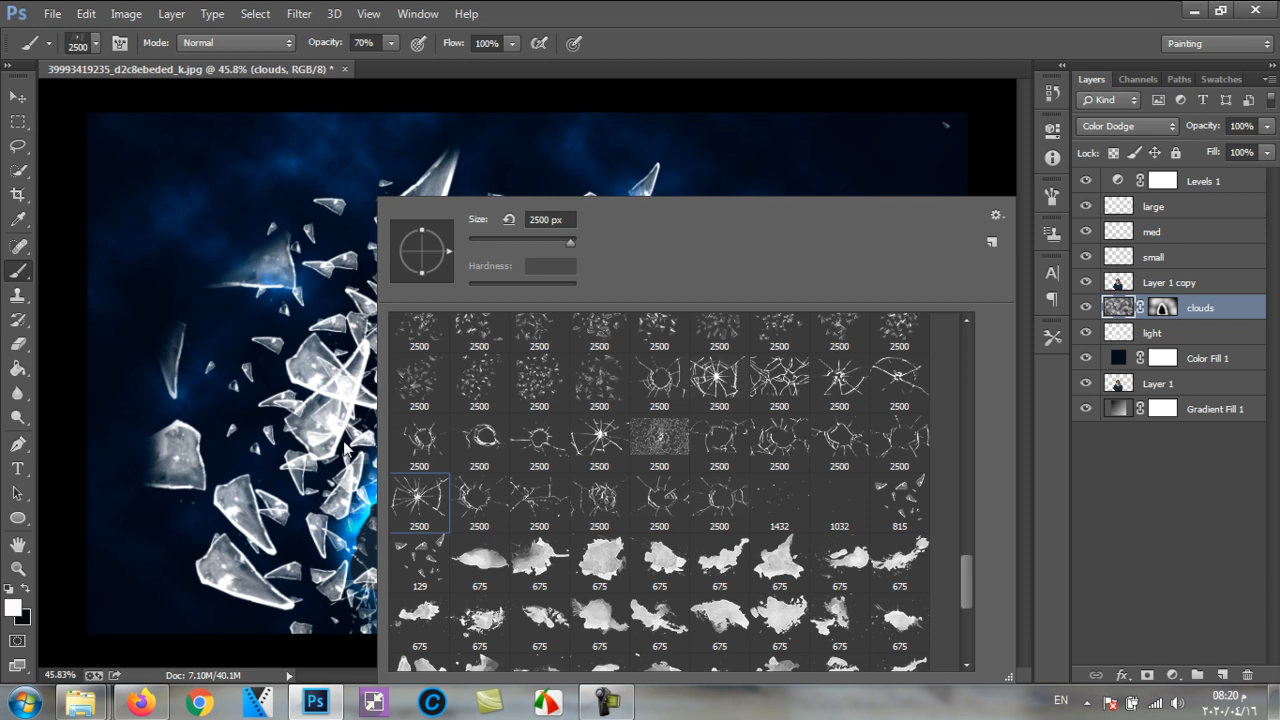 Ps File Edit Image Layer Type Select Filter 3D View Window Help
2500 Mode: Normal Opacity: 70% Flow: 100% Painting
39993419235_d2c8ebeded_k.jpg @ 45.8% (clouds, RGB/8) * ×
Layers Channels Paths Swatches
Kind
Color Dodge Opacity: 100%
Lock: Fill: 100%
Levels 1
large
med
small
Layer 1 copy
clouds
light
Color Fill 1
Layer 1
Gradient Fill 1
Size: 2500 px
Hardness:
2500 2500 2500 2500 2500 2500 2500 2500 2500
2500 2500 2500 2500 2500 2500 2500 2500 2500
2500 2500 2500 2500 2500 2500 2500 2500 2500
2500 2500 2500 2500 2500 2500 1432 1032 815
129 675 675 675 675 675 675 675 675
675 675 675 675 675 675 675 675 675
45.83% Doc: 7.10M/40.1M
Ps EN 08:20 م
٢٠٢٠/٠٤/١٦